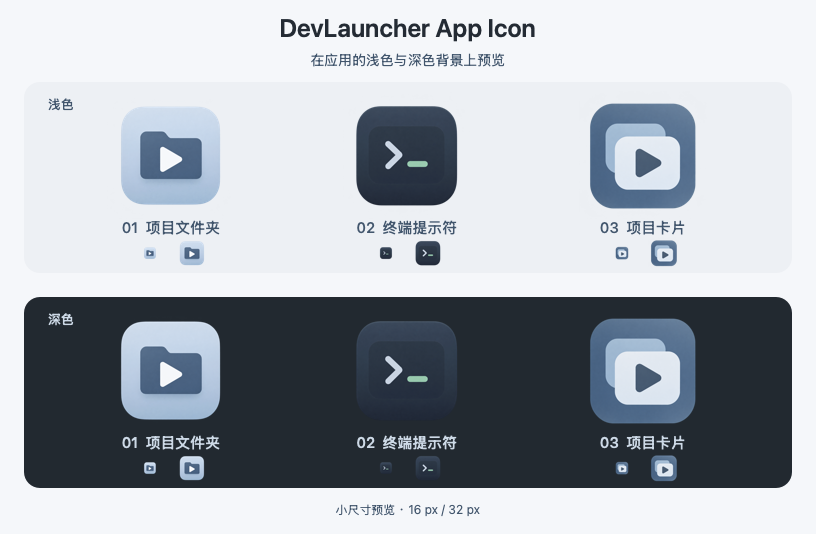 DevLauncher App Icon
在应用的浅色与深色背景上预览
浅色
01 项目文件夹
02 终端提示符
03 项目卡片
深色
01 项目文件夹
02 终端提示符
03 项目卡片
小尺寸预览 · 16 px / 32 px